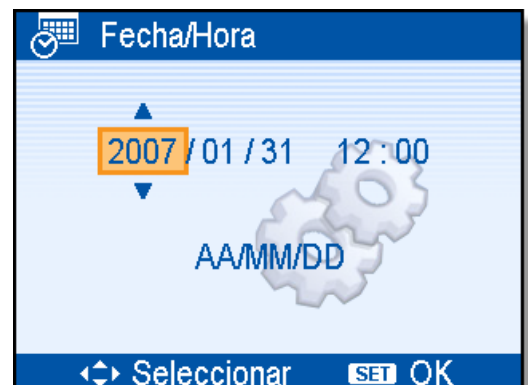 Fecha/Hora
2007 / 01 / 31 12 : 00
AA/MM/DD
Seleccionar SET OK